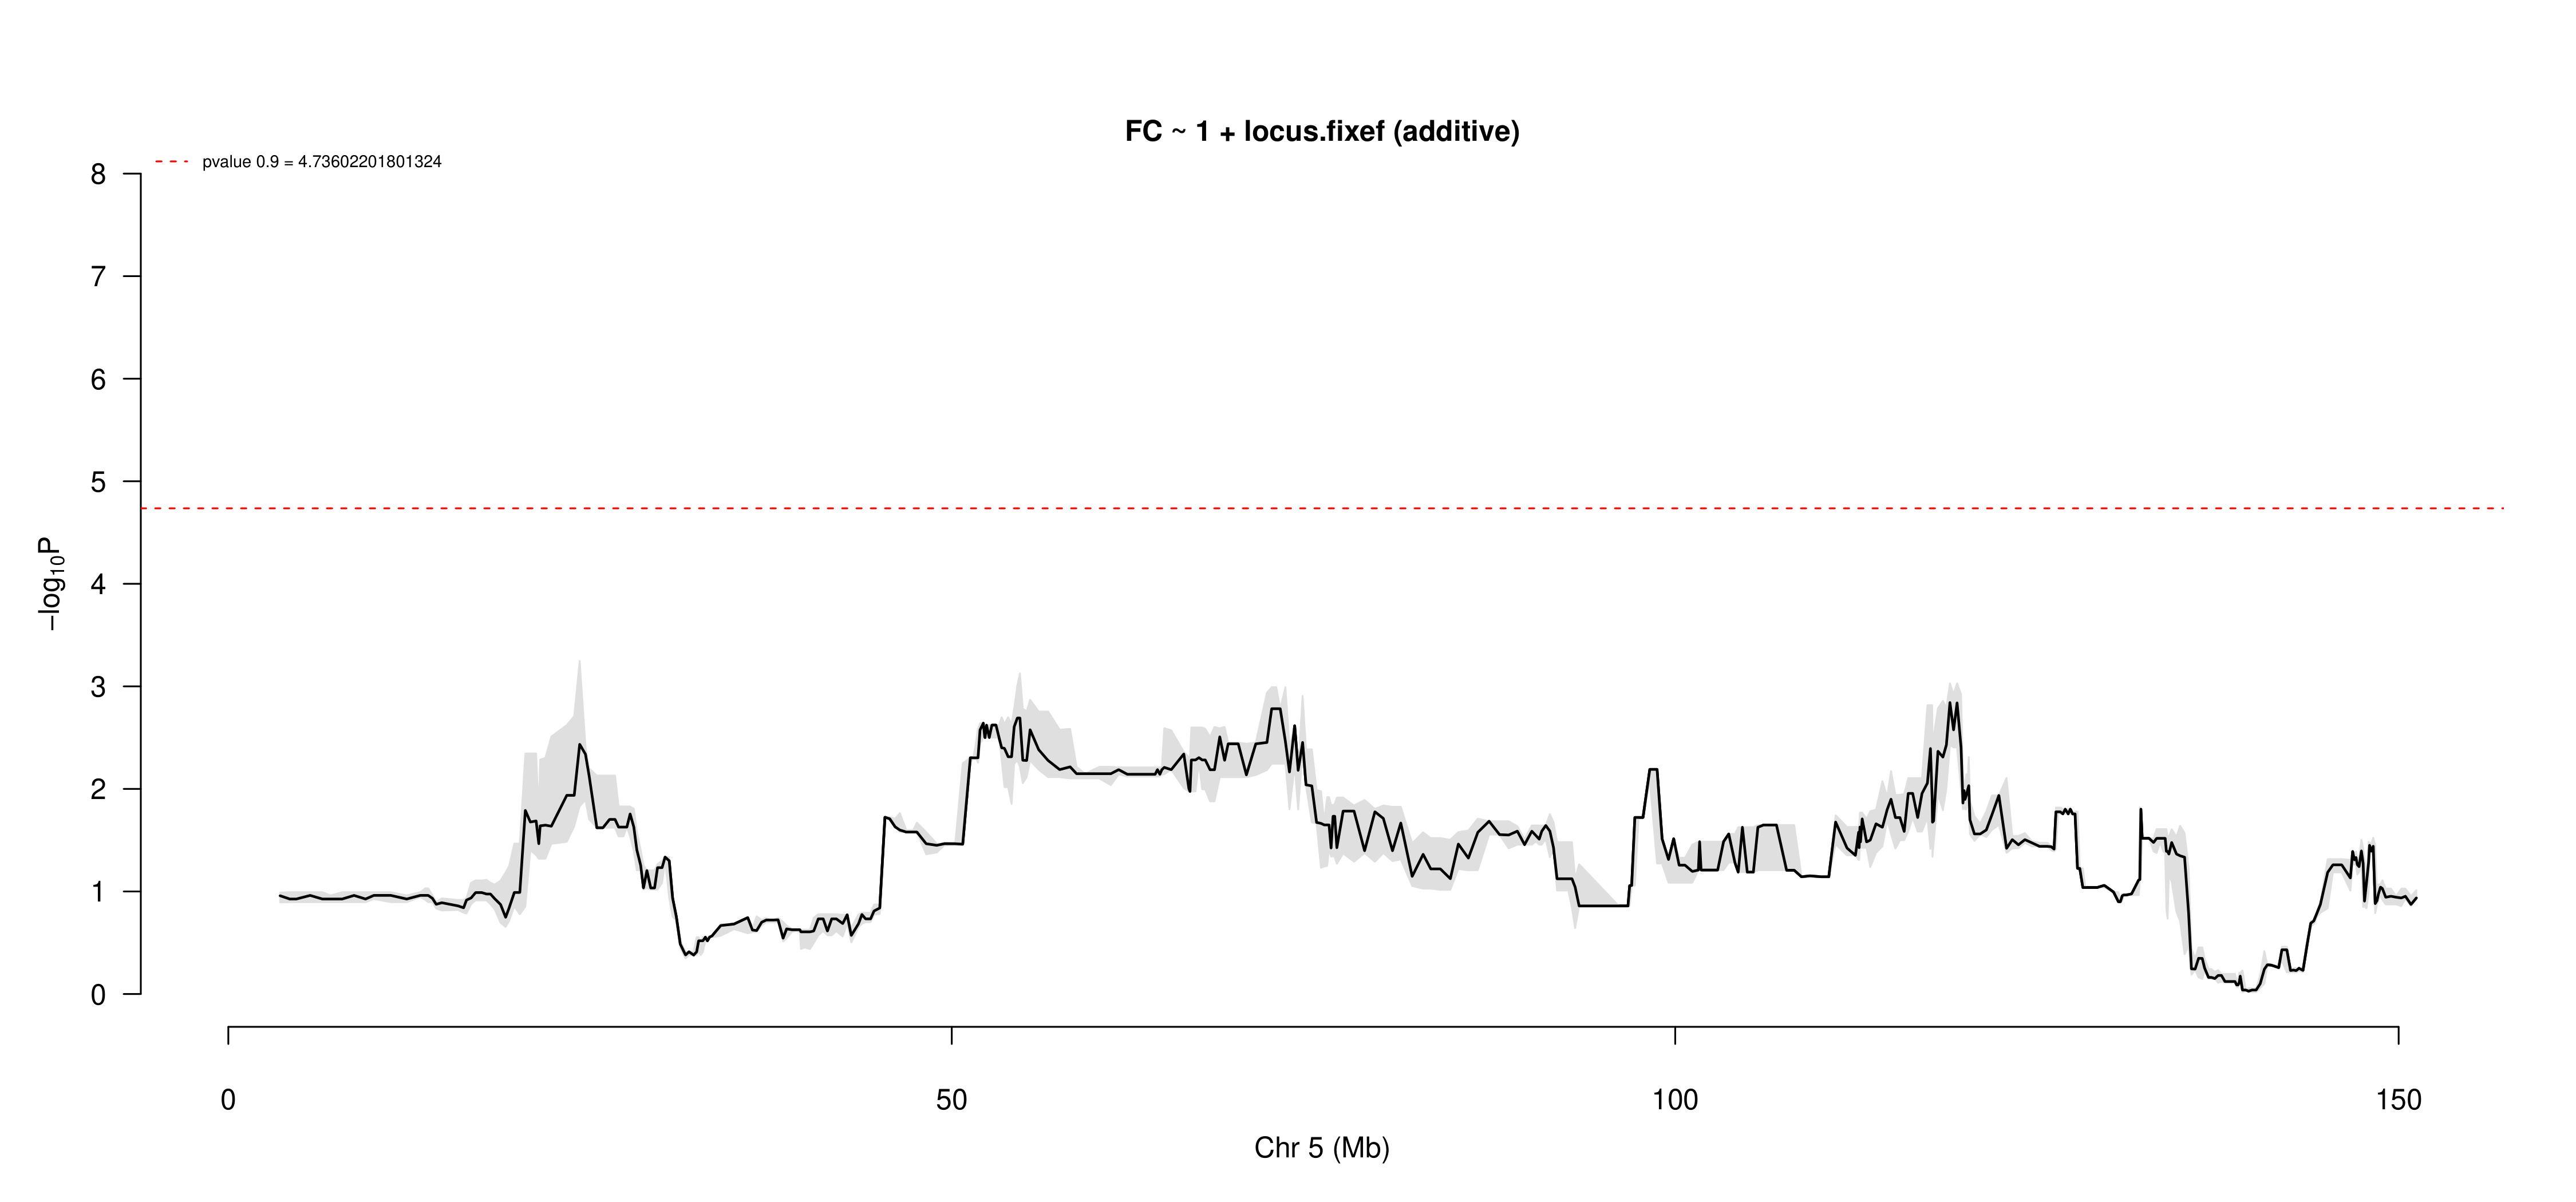 FC ~ 1 + locus.fixef (additive)
pvalue 0.9 = 4.73602201801324
8
7
6
5
4
3
2
1
0
−log10P
0 50 100 150
Chr 5 (Mb)